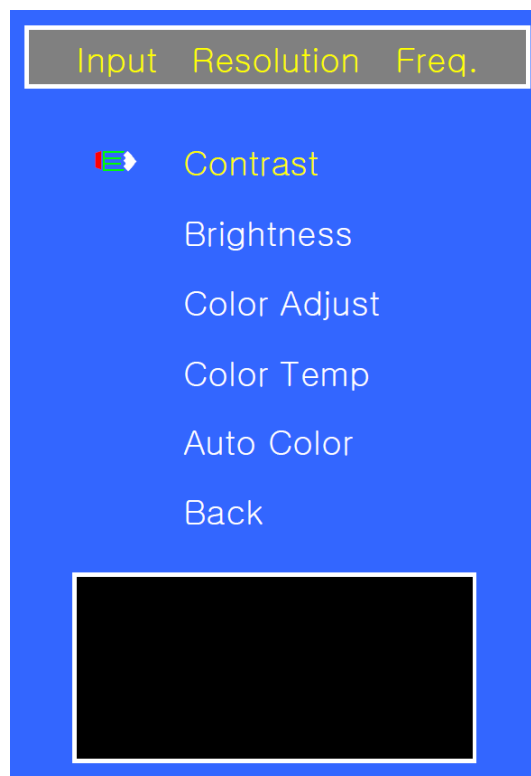 Input Resolution Freq.
Contrast
Brightness
Color Adjust
Color Temp
Auto Color
Back